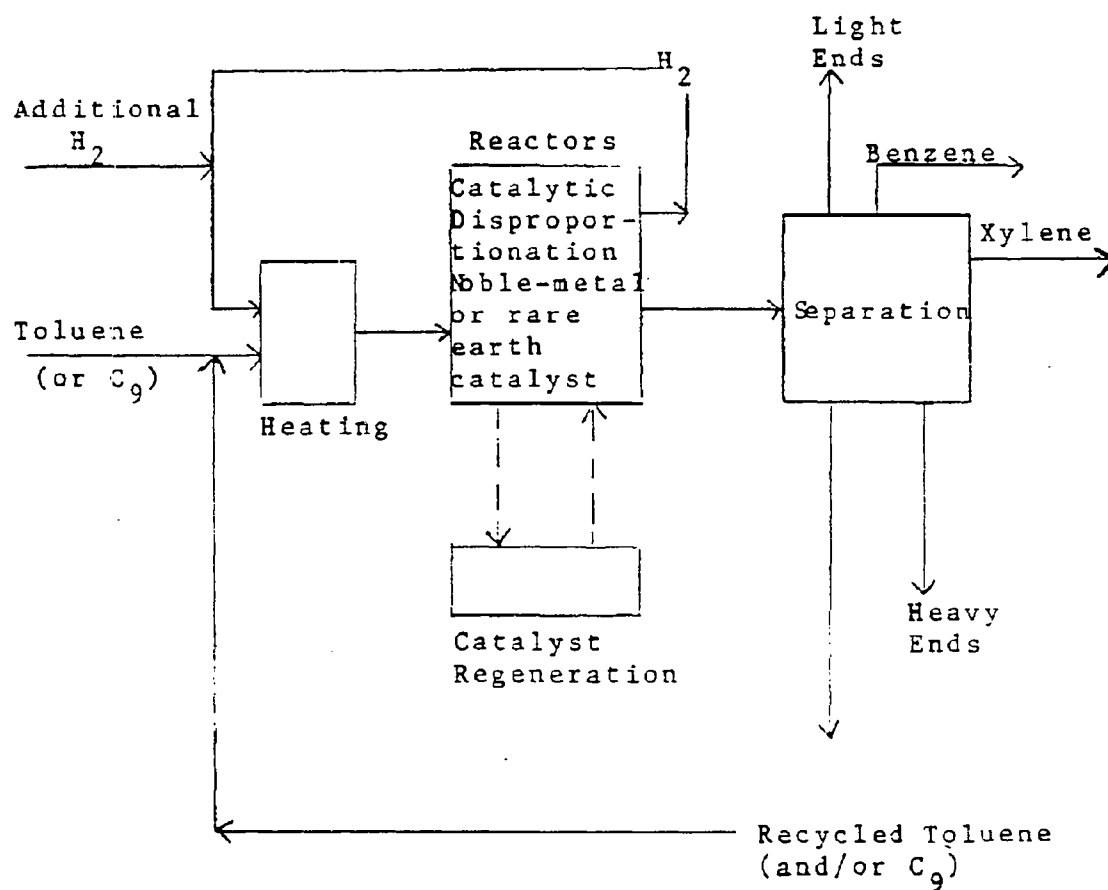 Light
Ends
H2
Additional
H2
Reactors
Benzene
Catalytic
Dispropor-
tionation
Noble-metal
or rare
earth
catalyst
Xylene
Separation
Toluene
(or C9)
Heating
Heavy
Ends
Catalyst
Regeneration
Recycled Toluene
(and/or C9)